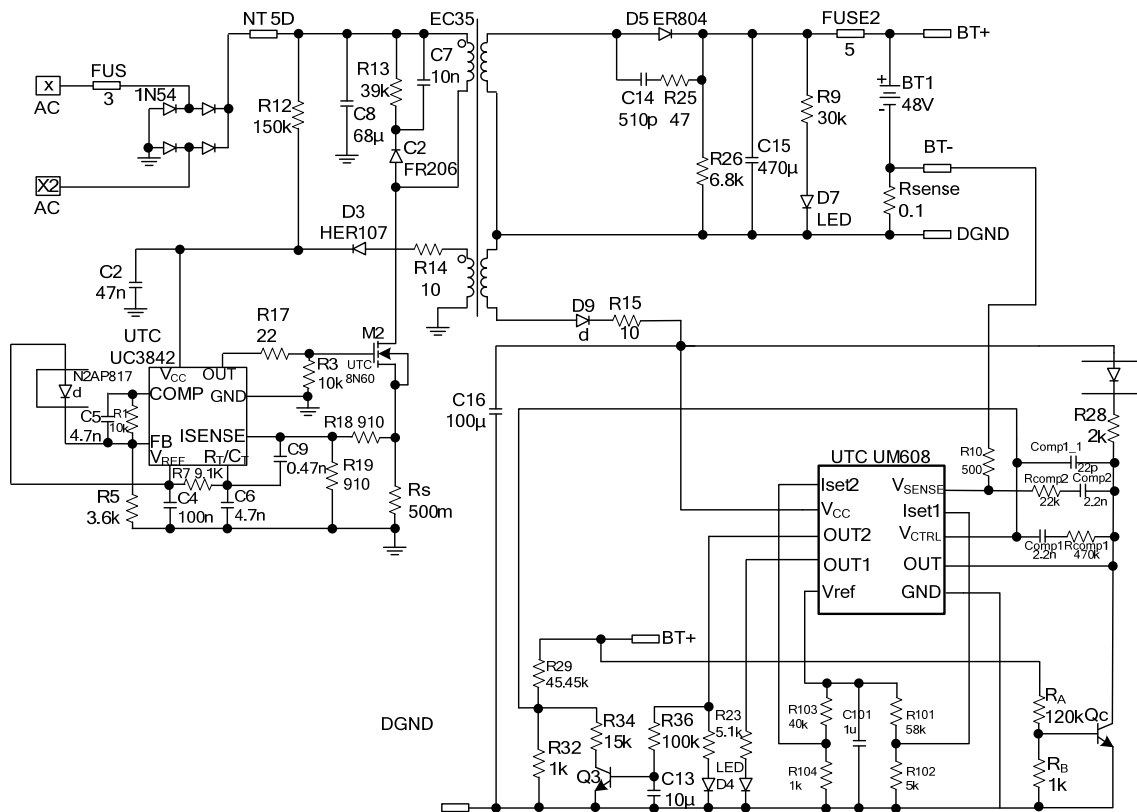 NT 5D
EC35
D5 ER804
FUSE2
5
BT+
x
AC
FUS
3
1N54
X2
AC
R12
150k
C8
68µ
R13
39k
C7
10n
C2
FR206
C14
510p
R25
47
R26
6.8k
C15
470µ
R9
30k
D7
LED
+
BT1
-
48V
BT-
Rsense
0.1
DGND
D3
HER107
R14
10
C2
47n
D9
d
R15
10
UTC
UC3842
R17
22
M2
UTC
8N60
R3
10k
VCC
OUT
COMP
GND
FB
ISENSE
VREF
RT/CT
N2AP817
d
C5
4.7n
R1
10k
R18 910
R19
910
C9
0.47n
R7 9.1K
C4
100n
C6
4.7n
R5
3.6k
Rs
500m
C16
100µ
R28
2k
UTC UM608
Iset2
VCC
OUT2
OUT1
Vref
VSENSE
Iset1
VCTRL
OUT
GND
R10
500
Comp1_1
22p
Rcomp2
22k
Comp2
2.2n
Comp1
2.2n
Rcomp1
470k
BT+
R29
45.45k
R32
1k
R34
15k
Q3
R36
100k
C13
10µ
R23
5.1k
LED
D4
R103
40k
C101
1u
R101
58k
R104
1k
R102
5k
RA
120k
Qc
RB
1k
DGND